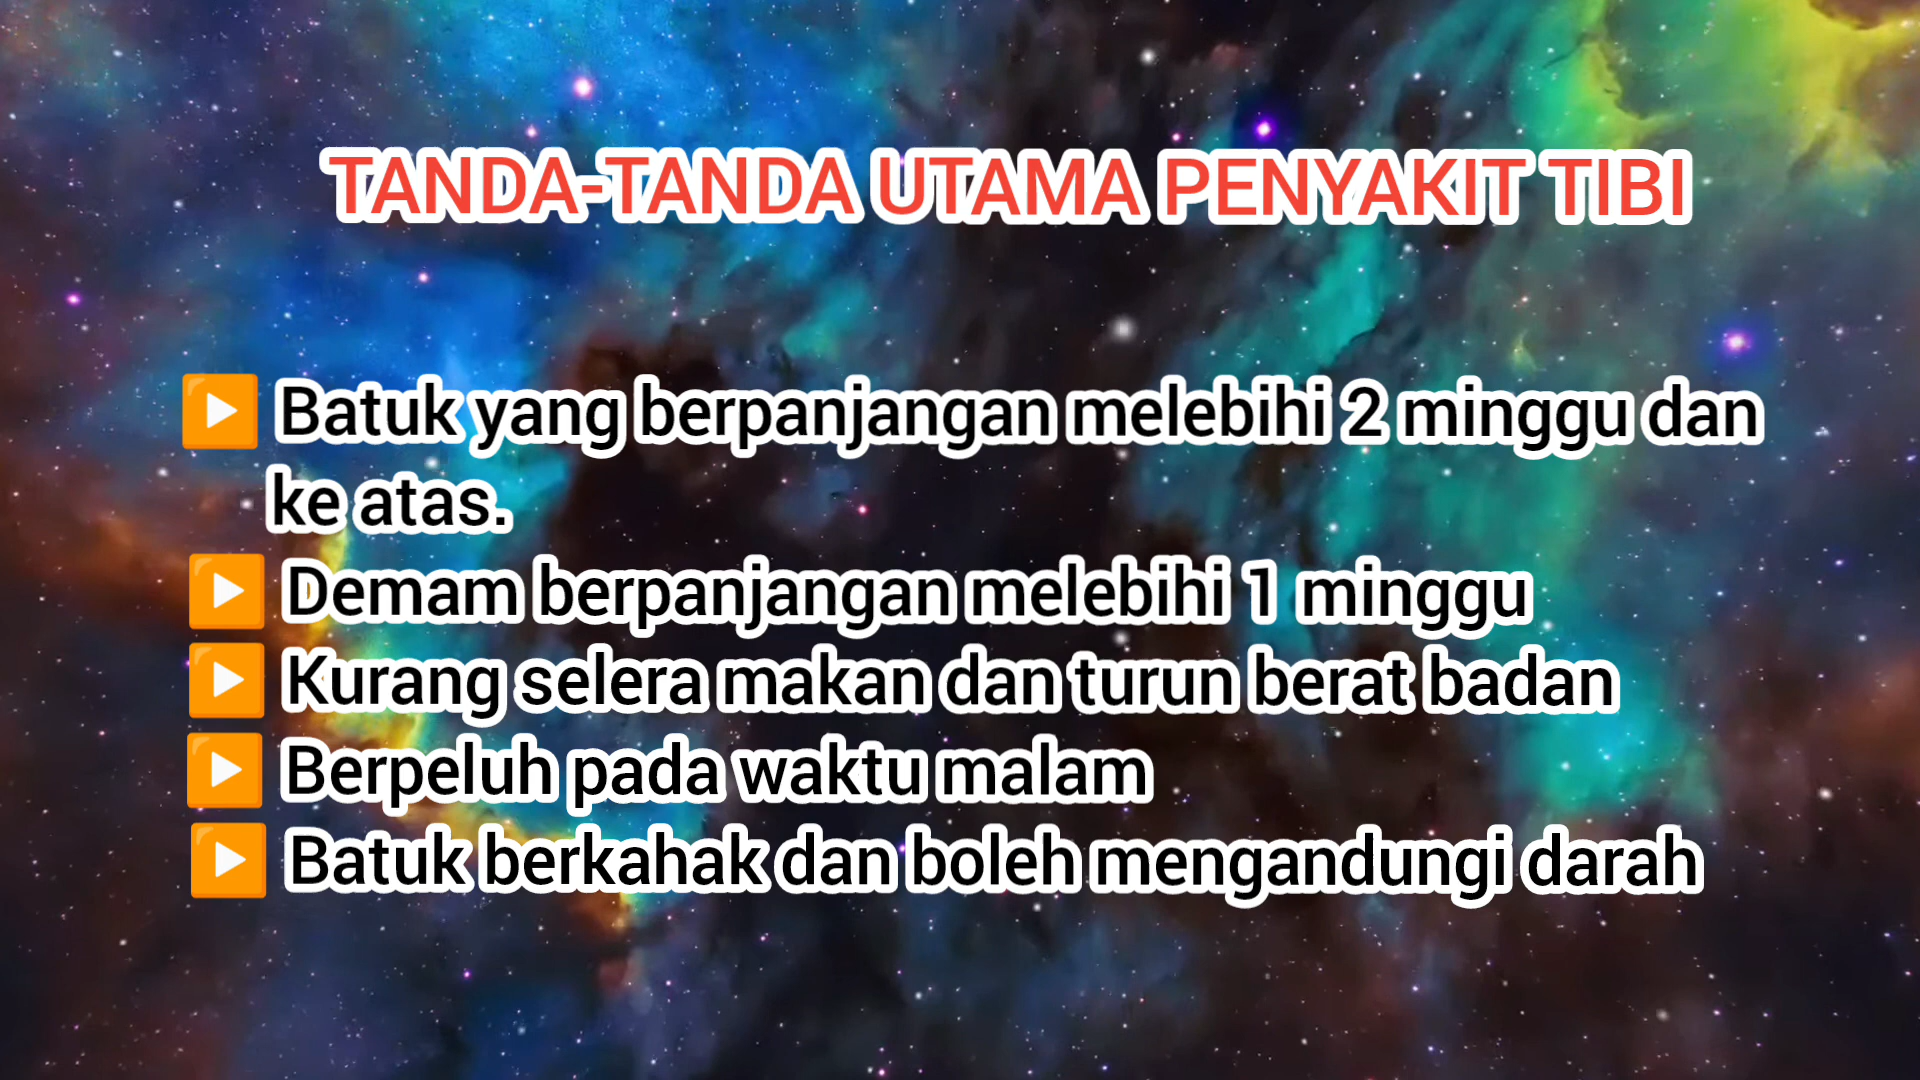 TANDA-TANDA UTAMA PENYAKIT TIBI
▶️ Batuk yang berpanjangan melebihi 2 minggu dan
ke atas.
▶️ Demam berpanjangan melebihi 1 minggu
▶️ Kurang selera makan dan turun berat badan
▶️ Berpeluh pada waktu malam
▶️ Batuk berkahak dan boleh mengandungi darah